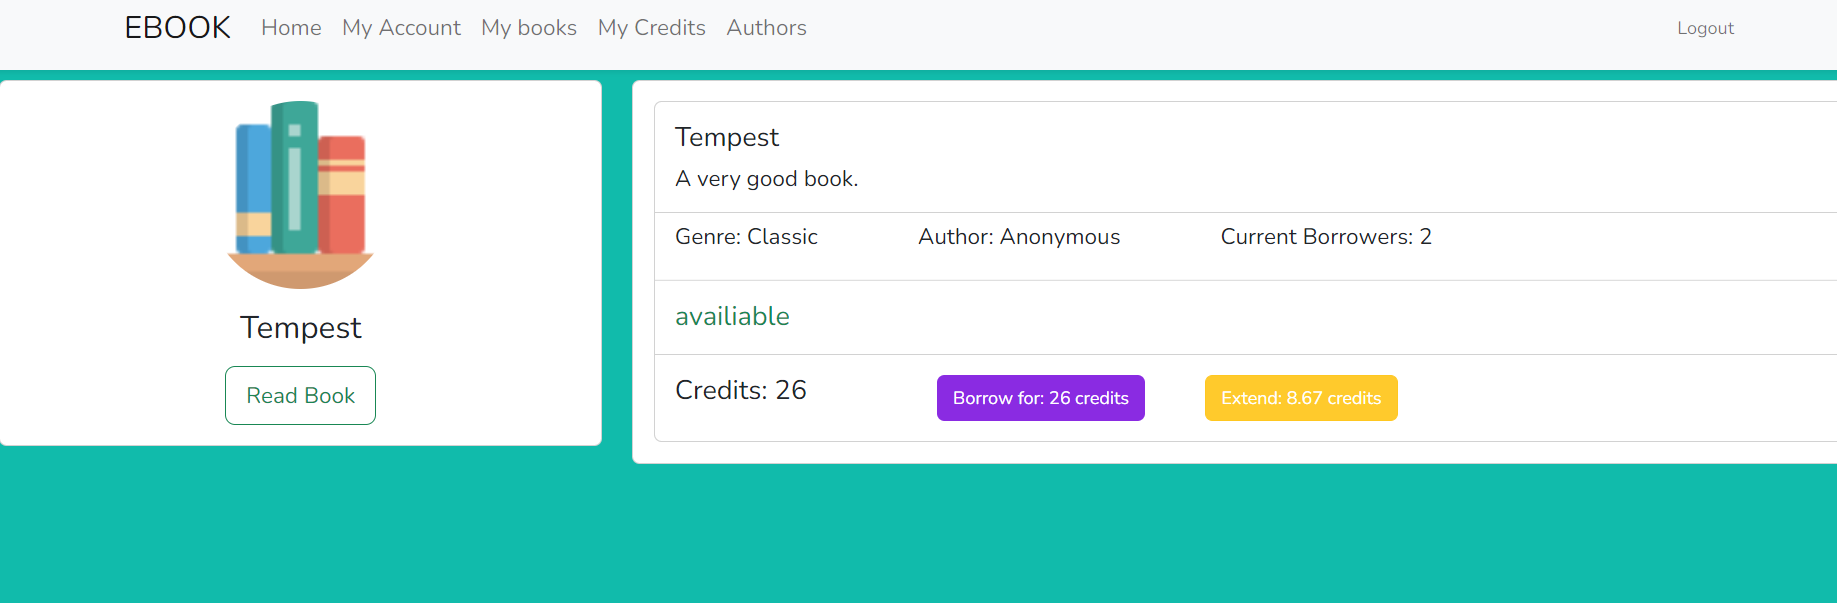 EBOOK Home My Account My books My Credits Authors Logout
Tempest
Read Book
Tempest
A very good book.
Genre: Classic Author: Anonymous Current Borrowers: 2
availiable
Credits: 26 Borrow for: 26 credits Extend: 8.67 credits